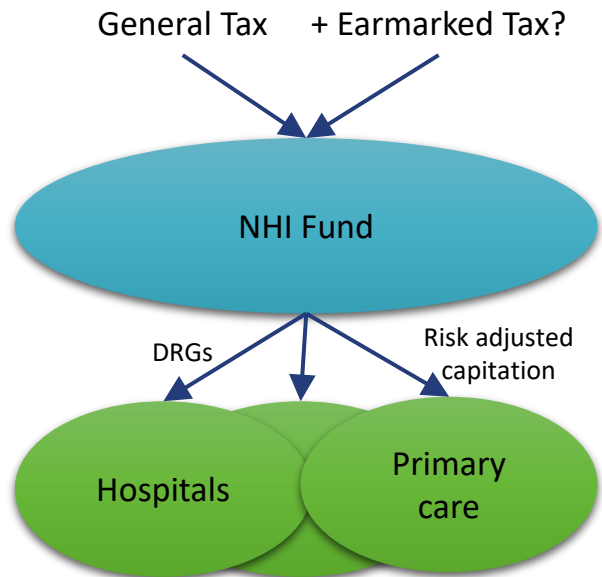 General Tax + Earmarked Tax?
NHI Fund
DRGs
Risk adjusted
capitation
Hospitals
Primary
care